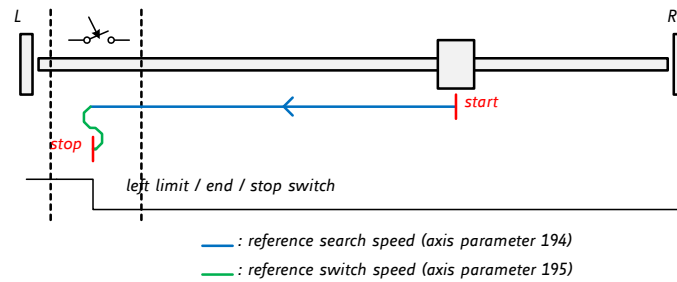 L
R
start
stop
left limit / end / stop switch
: reference search speed (axis parameter 194)
: reference switch speed (axis parameter 195)